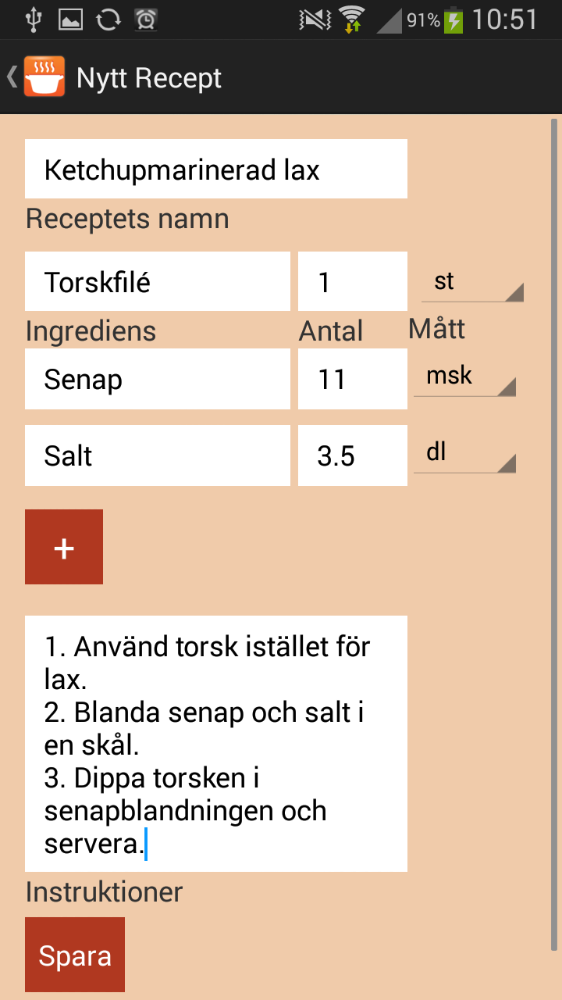 91% 10:51
Nytt Recept
Ketchupmarinerad lax
Receptets namn
Torskfilé 1 st
Ingrediens Antal Mått
Senap 11 msk
Salt 3.5 dl
+
1. Använd torsk istället för
lax.
2. Blanda senap och salt i
en skål.
3. Dippa torsken i
senapblandningen och
servera.
Instruktioner
Spara